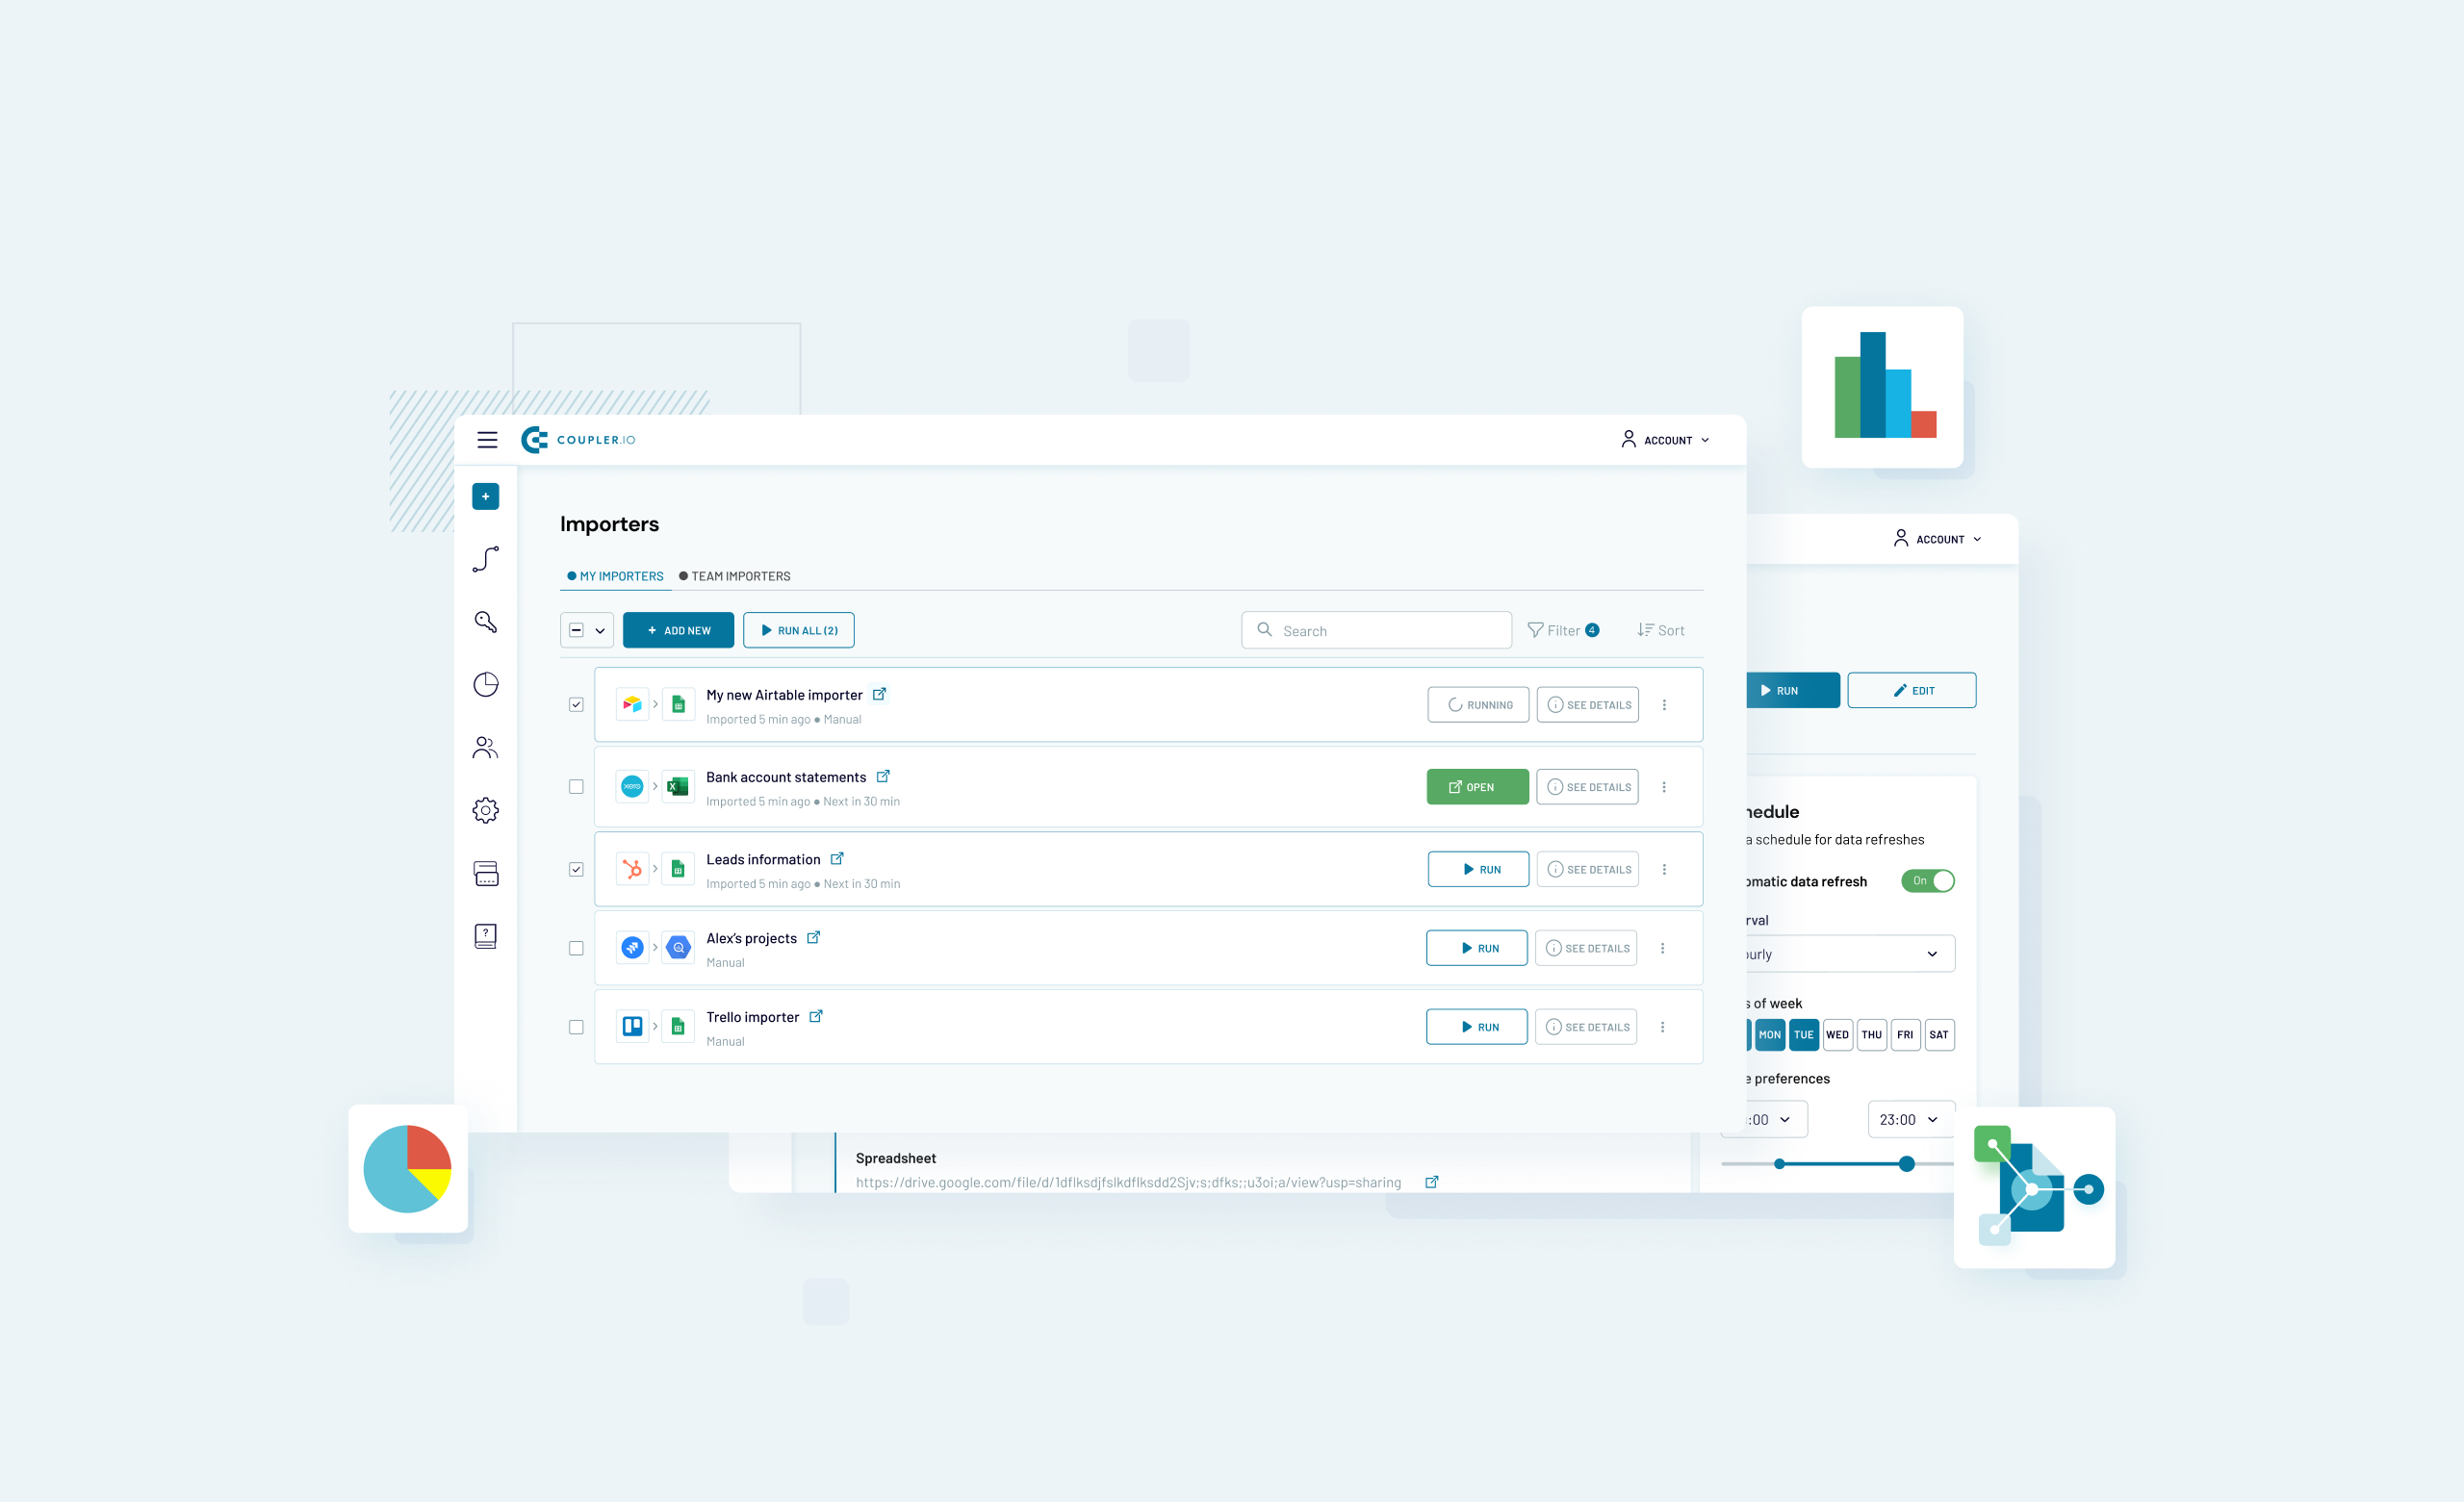 COUPLER.IO
ACCOUNT
Importers
MY IMPORTERS
TEAM IMPORTERS
+ ADD NEW
RUN ALL (2)
Search
Filter 4
Sort
My new Airtable importer
Imported 5 min ago ● Manual
RUNNING
SEE DETAILS
xero
X
Bank account statements
Imported 5 min ago ● Next in 30 min
OPEN
SEE DETAILS
Leads information
Imported 5 min ago ● Next in 30 min
RUN
SEE DETAILS
Alex's projects
Manual
RUN
SEE DETAILS
Trello importer
Manual
RUN
SEE DETAILS
ACCOUNT
RUN
EDIT
hedule
a schedule for data refreshes
omatic data refresh
On
rval
ourly
s of week
MON TUE WED THU FRI SAT
e preferences
:00
23:00
Spreadsheet
https://drive.google.com/file/d/1dflksdjfslkdflksdd2Sjv;s;dfks;;u3oi;a/view?usp=sharing